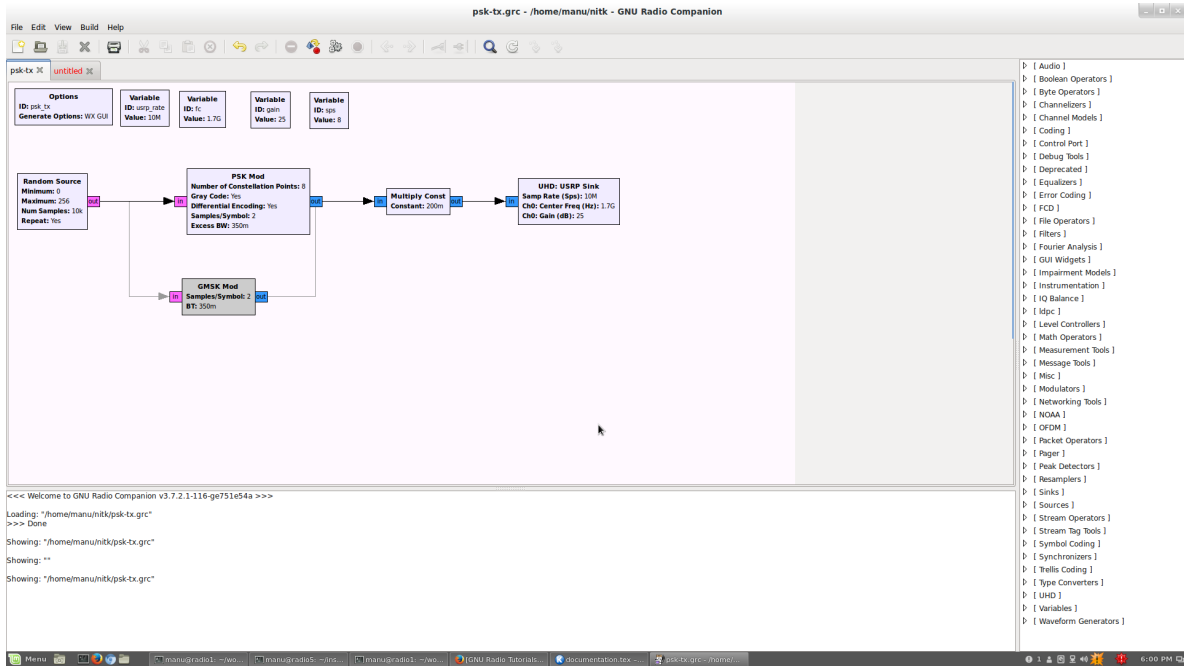 psk-tx.grc - /home/manu/nitk - GNU Radio Companion
File Edit View Build Help
psk-tx untitled
Options
ID: psk_tx
Generate Options: WX GUI
Variable
ID: usrp_rate
Value: 10M
Variable
ID: fc
Value: 1.7G
Variable
ID: gain
Value: 25
Variable
ID: sps
Value: 8
Random Source
Minimum: 0
Maximum: 256
Num Samples: 10k
Repeat: Yes
out
in
PSK Mod
Number of Constellation Points: 8
Gray Code: Yes
Differential Encoding: Yes
Samples/Symbol: 2
Excess BW: 350m
out
in
Multiply Const
Constant: 200m
out
in
UHD: USRP Sink
Samp Rate (Sps): 10M
Ch0: Center Freq (Hz): 1.7G
Ch0: Gain (dB): 25
in
GMSK Mod
Samples/Symbol: 2
BT: 350m
out
[ Audio ]
[ Boolean Operators ]
[ Byte Operators ]
[ Channelizers ]
[ Channel Models ]
[ Coding ]
[ Control Port ]
[ Debug Tools ]
[ Deprecated ]
[ Equalizers ]
[ Error Coding ]
[ FCD ]
[ File Operators ]
[ Filters ]
[ Fourier Analysis ]
[ GUI Widgets ]
[ Impairment Models ]
[ Instrumentation ]
[ IQ Balance ]
[ ldpc ]
[ Level Controllers ]
[ Math Operators ]
[ Measurement Tools ]
[ Message Tools ]
[ Misc ]
[ Modulators ]
[ Networking Tools ]
[ NOAA ]
[ OFDM ]
[ Packet Operators ]
[ Pager ]
[ Peak Detectors ]
[ Resamplers ]
[ Sinks ]
[ Sources ]
[ Stream Operators ]
[ Stream Tag Tools ]
[ Symbol Coding ]
[ Synchronizers ]
[ Trellis Coding ]
[ Type Converters ]
[ UHD ]
[ Variables ]
[ Waveform Generators ]
<<< Welcome to GNU Radio Companion v3.7.2.1-116-ge751e54a >>>
Loading: "/home/manu/nitk/psk-tx.grc"
>>> Done
Showing: "/home/manu/nitk/psk-tx.grc"
Showing: ""
Showing: "/home/manu/nitk/psk-tx.grc"
Menu manu@radio1: ~/wo... manu@radio5: ~/ins... manu@radio1: ~/wo... [GNU Radio Tutorials... documentation.tex -... psk-tx.grc - /home/... 1 6:00 PM